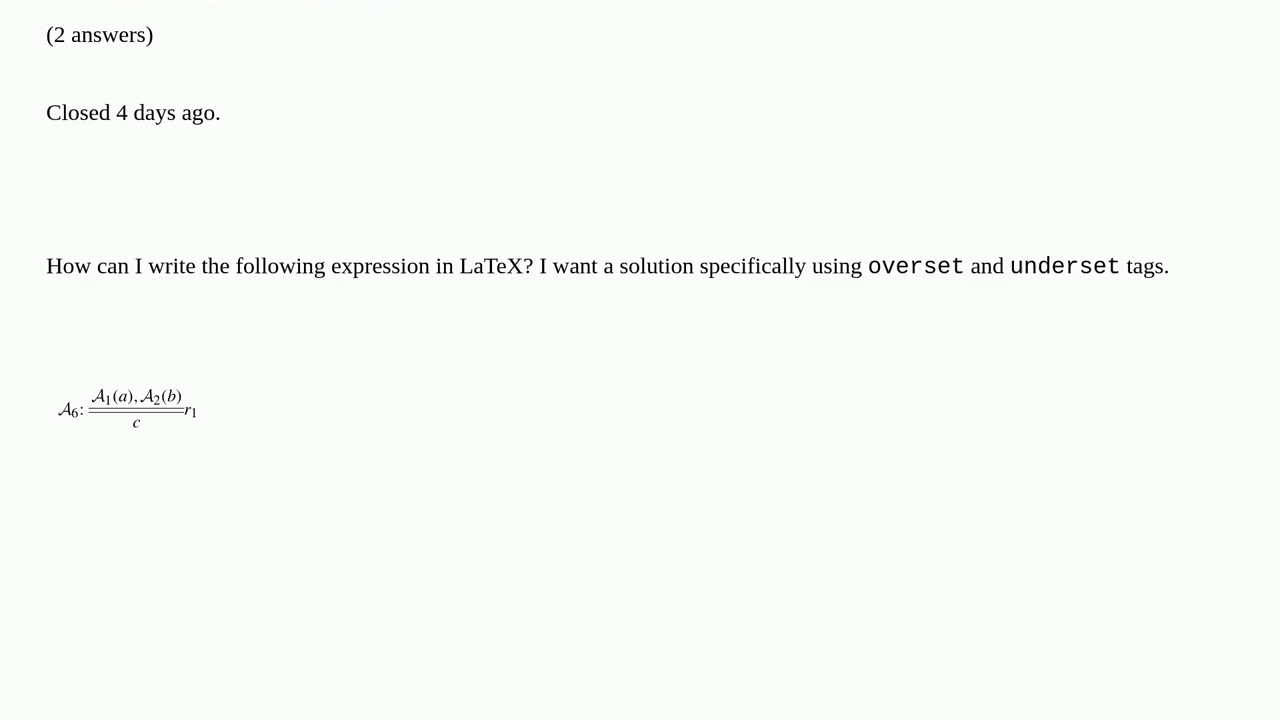 (2 answers)
Closed 4 days ago.
How can I write the following expression in LaTeX? I want a solution specifically using overset and underset tags.
𝒜₆: 𝒜₁(a), 𝒜₂(b)
c
r₁